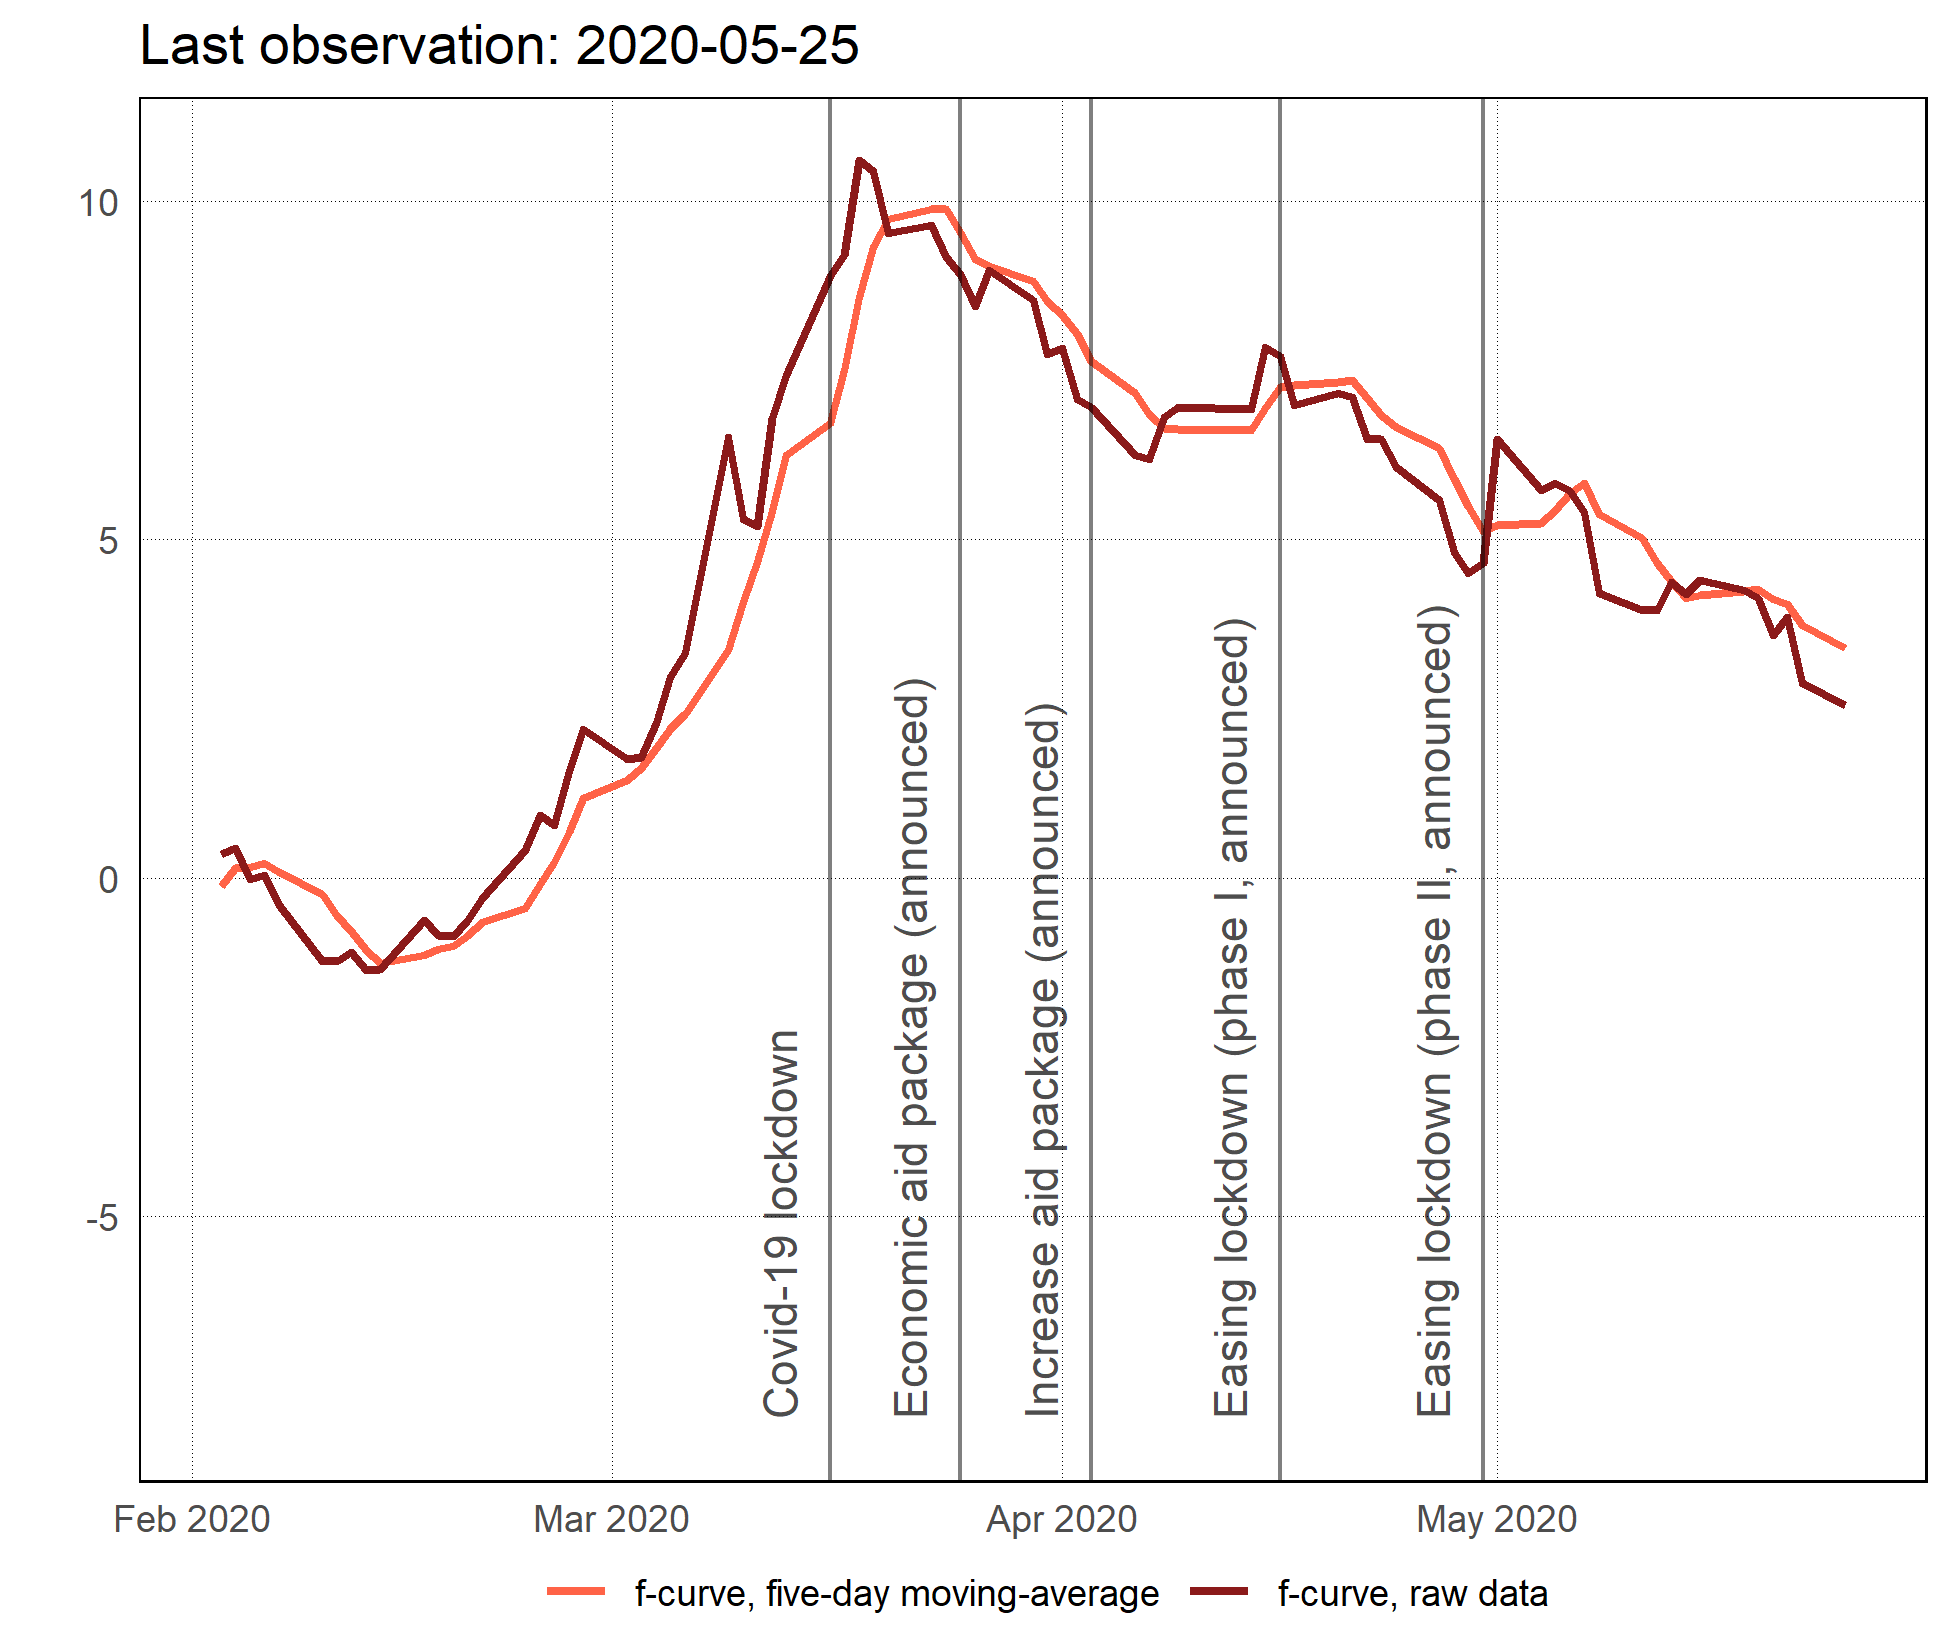 Last observation: 2020-05-25
10
5
0
-5
Covid-19 lockdown
Economic aid package (announced)
Increase aid package (announced)
Easing lockdown (phase I, announced)
Easing lockdown (phase II, announced)
Feb 2020
Mar 2020
Apr 2020
May 2020
f-curve, five-day moving-average
f-curve, raw data